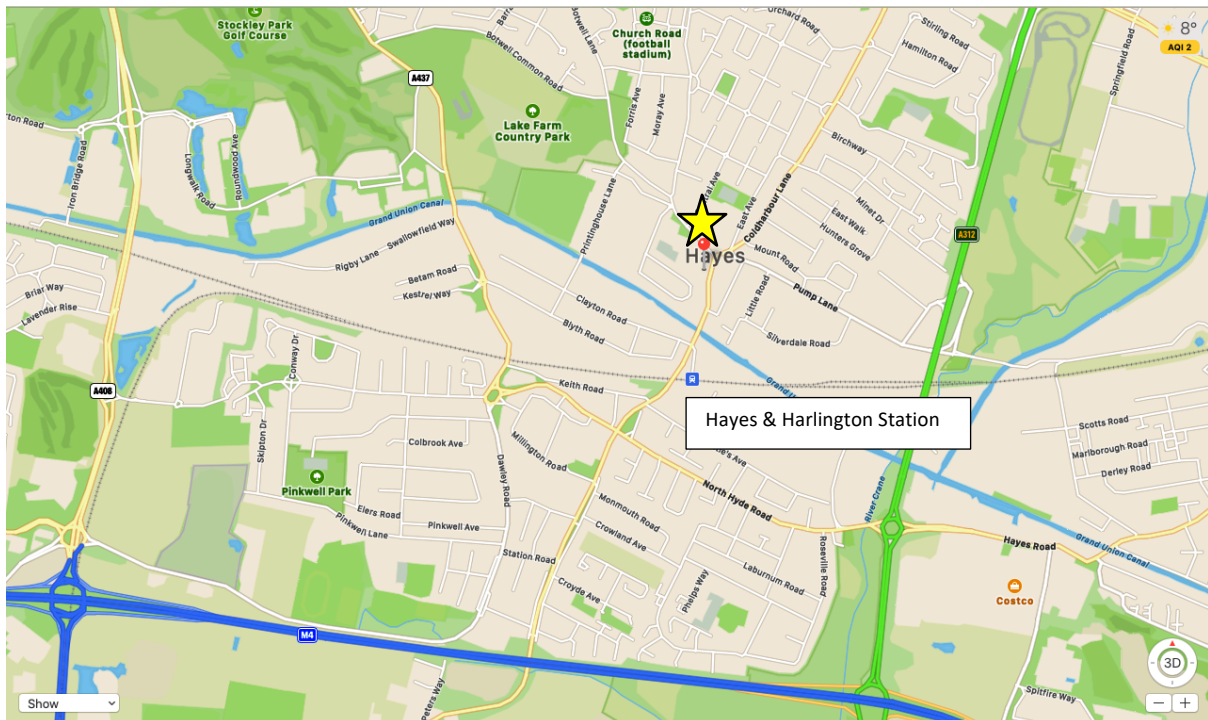 Stockley Park
Golf Course
Botwell Lane
Orchard Road
Church Road
(football
stadium)
Stirling Road
Hamilton Road
Springfield Road
8°
AQI 2
Botwell Common Road
A437
Lake Farm
Country Park
Forris Ave
Moray Ave
Birchway
Iron Bridge Road
Longwalk Road
Roundwood Ave
Grand Union Canal
Printinghouse Lane
East Ave
Coldharbour Lane
Minet Dr
East Walk
Hunters Grove
A312
Swallowfield Way
Rigby Lane
Hayes
Mount Road
Betam Road
Kestrel Way
Briar Way
Lavender Rise
Clayton Road
Blyth Road
Little Road
Pump Lane
Silverdale Road
Conway Dr
Keith Road
A408
Hayes & Harlington Station
Skipton Dr
Colbrook Ave
Millington Road
Dawley Road
Scotts Road
Marlborough Road
Derley Road
Pinkwell Park
North Hyde Road
River Crane
Monmouth Road
Elers Road
Pinkwell Lane
Pinkwell Ave
Crowland Ave
Roseville Road
Hayes Road
Grand Union Canal
Station Road
Croyde Ave
Phelps Way
Laburnum Road
Costco
M4
3D
Show
Spitfire Way